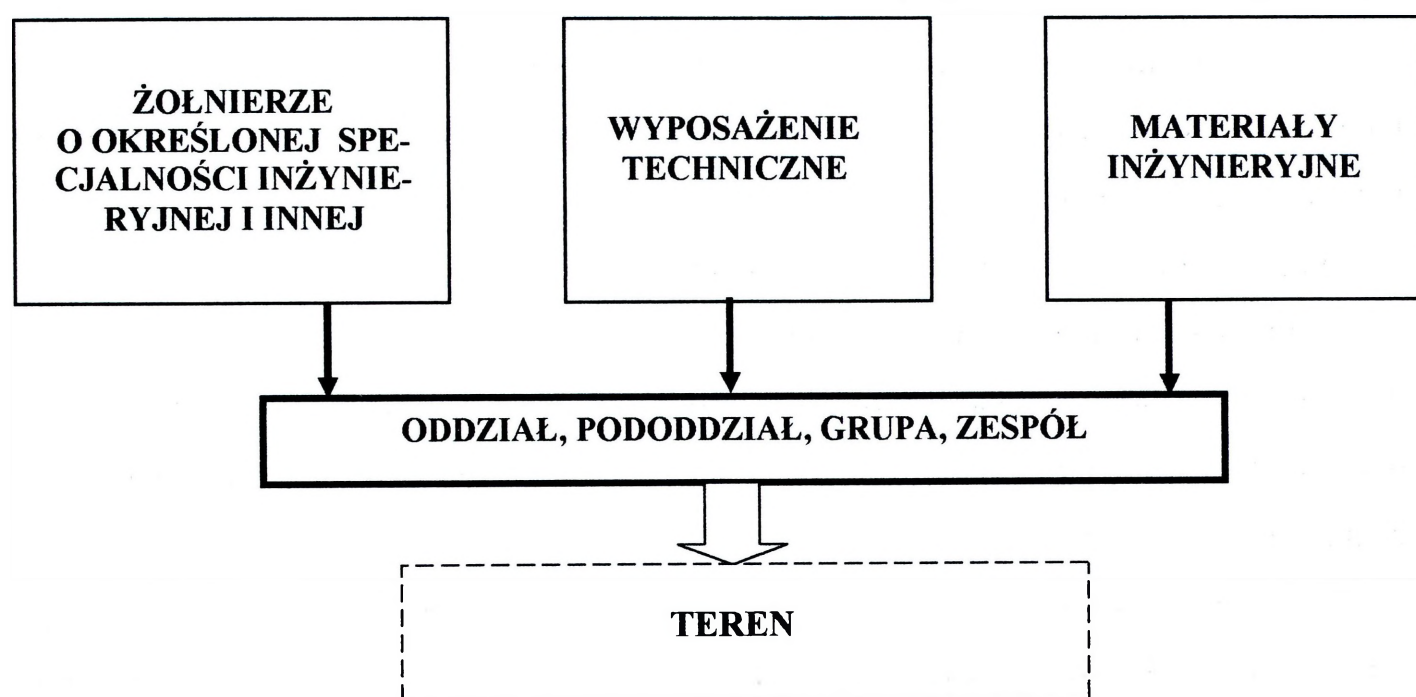 ŻOŁNIERZE
O OKREŚLONEJ SPE-
CJALNOŚCI INŻYNIE-
RYJNEJ I INNEJ
WYPOSAŻENIE
TECHNICZNE
MATERIAŁY
INŻYNIERYJNE
ODDZIAŁ, PODODDZIAŁ, GRUPA, ZESPÓŁ
TEREN